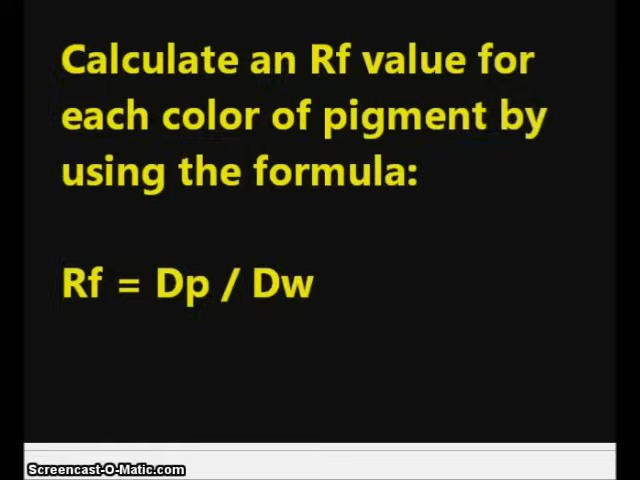 Calculate an Rf value for
each color of pigment by
using the formula:
Rf = Dp / Dw
Screencast-O-Matic.com